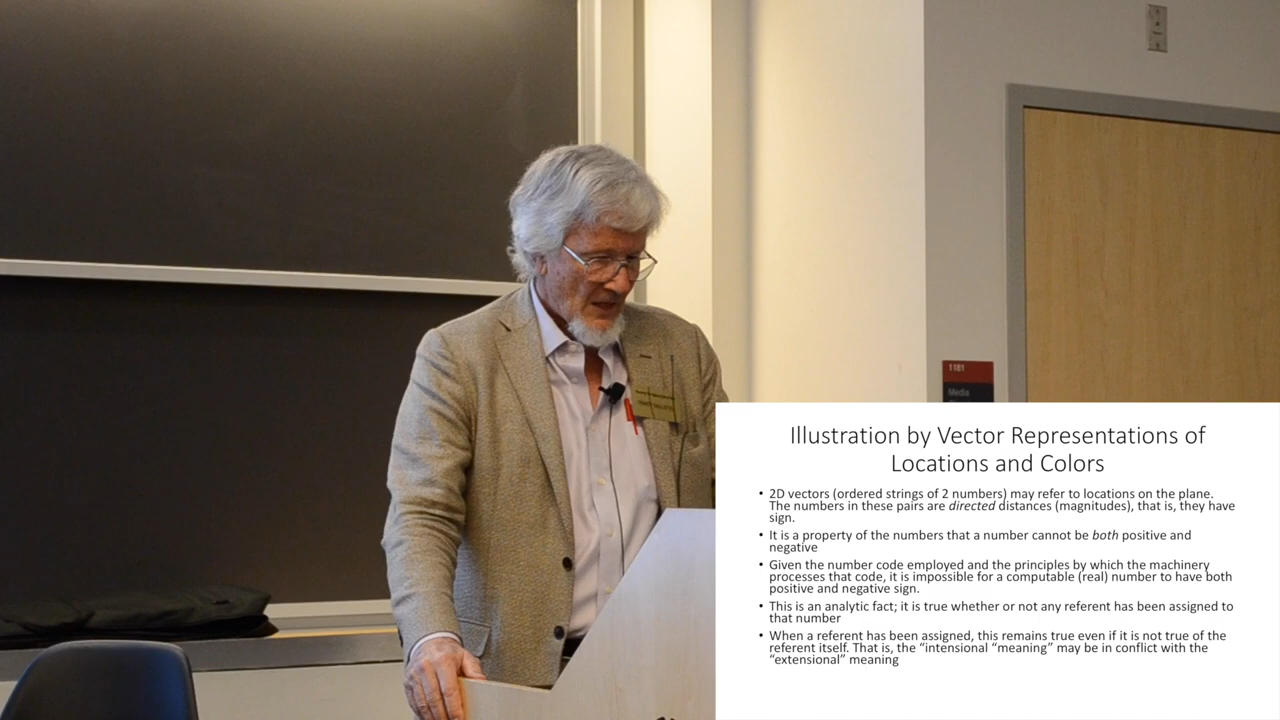 1181
Media
Illustration by Vector Representations of
Locations and Colors
• 2D vectors (ordered strings of 2 numbers) may refer to locations on the plane.
The numbers in these pairs are directed distances (magnitudes), that is, they have
sign.
• It is a property of the numbers that a number cannot be both positive and
negative
• Given the number code employed and the principles by which the machinery
processes that code, it is impossible for a computable (real) number to have both
positive and negative sign.
• This is an analytic fact; it is true whether or not any referent has been assigned to
that number
• When a referent has been assigned, this remains true even if it is not true of the
referent itself. That is, the “intensional “meaning” may be in conflict with the
“extensional” meaning